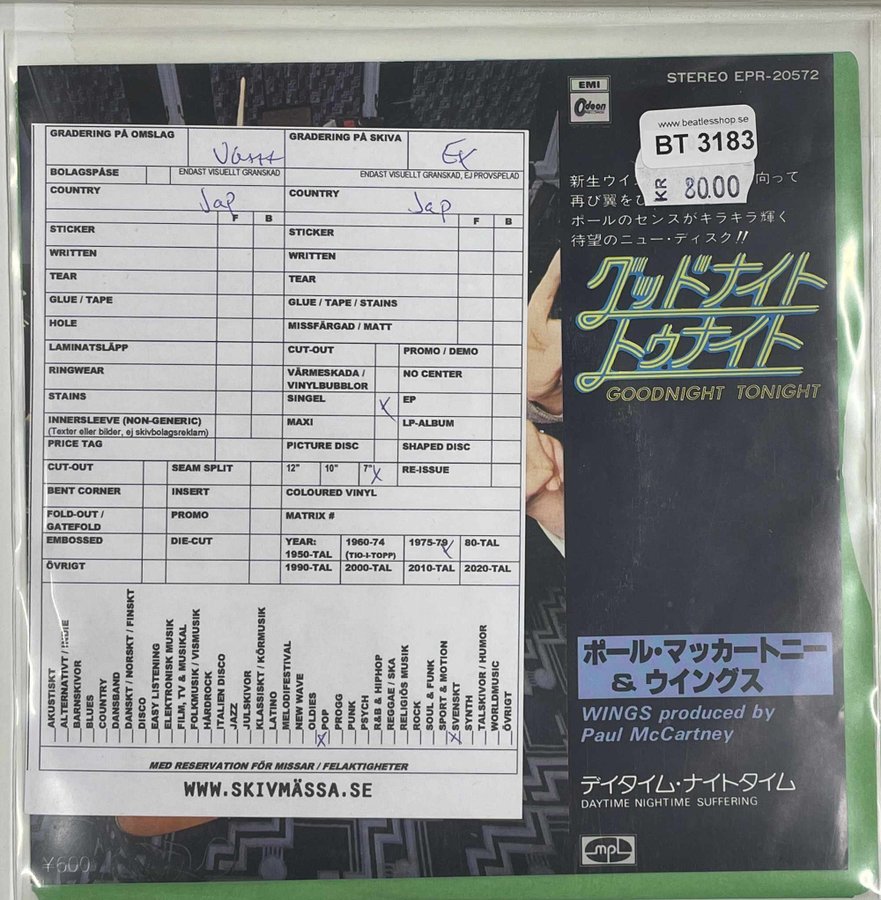 GRADERING PÅ OMSLAG
GRADERING PÅ SKIVA
Ex
BOLAGSPÅSE
ENDAST VISUELLT GRANSKAD
ENDAST VISUELLT GRANSKAD, EJ PROVSPELAD
COUNTRY
Jap
COUNTRY
Jap
F B
F B
STICKER
STICKER
WRITTEN
WRITTEN
TEAR
TEAR
GLUE / TAPE
GLUE / TAPE / STAINS
HOLE
MISSFÄRGAD / MATT
LAMINATSLÄPP
CUT-OUT
PROMO / DEMO
RINGWEAR
VÄRMESKADA /
VINYLBUBBLOR
NO CENTER
STAINS
SINGEL X
EP
INNERSLEEVE (NON-GENERIC)
(Texter eller bilder, ej skivbolagsreklam)
MAXI
LP-ALBUM
PRICE TAG
PICTURE DISC
SHAPED DISC
CUT-OUT
SEAM SPLIT
12" 10" 7" X
RE-ISSUE
BENT CORNER
INSERT
COLOURED VINYL
FOLD-OUT /
GATEFOLD
PROMO
MATRIX #
EMBOSSED
DIE-CUT
YEAR:
1950-TAL
1960-74
(TIO-I-TOPP)
1975-79 X
80-TAL
ÖVRIGT
1990-TAL
2000-TAL
2010-TAL
2020-TAL
AKUSTISKT
ALTERNATIVT / INDIE
BARNSKIVOR
BLUES
COUNTRY
DANSBAND
DANSKT / NORSKT / FINSKT
DISCO
EASY LISTENING
ELEKTRONISK MUSIK
FILM, TV & MUSIKAL
FOLKMUSIK / VISMUSIK
HÅRDROCK
ITALIEN DISCO
JAZZ
JULSKIVOR
KLASSISKT / KÖRMUSIK
LATINO
MELODIFESTIVAL
NEW WAVE
OLDIES
X POP
PROGG
PUNK
PSYCH
R&B & HIPHOP
REGGAE / SKA
RELIGIÖS MUSIK
ROCK
SOUL & FUNK
SPORT & MOTION
X SVENSKT
SYNTH
TALSKIVOR / HUMOR
WORLDMUSIC
ÖVRIGT
MED RESERVATION FÖR MISSAR / FELAKTIGHETER
WWW.SKIVMÄSSA.SE
¥600
EMI
Odeon
STEREO EPR-20572
www.beatlesshop.se
BT 3183
KR 80.00
新生ウイ 向って
再び翼をひ
ポールのセンスがキラキラ輝く
待望のニュー・ディスク!!
グッドナイト
トゥナイト
GOODNIGHT TONIGHT
ポール・マッカートニー
& ウイングス
WINGS produced by
Paul McCartney
デイタイム・ナイトタイム
DAYTIME NIGHTIME SUFFERING
mpl